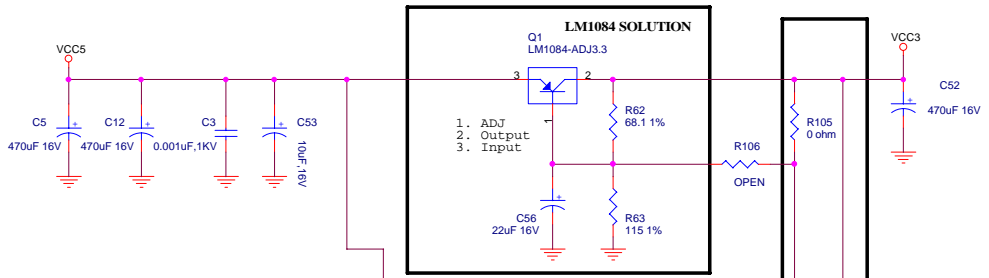 LM1084 SOLUTION
VCC5
Q1
LM1084-ADJ3.3
VCC3
3
2
1
C5
470uF 16V
C12
470uF 16V
C3
0.001uF,1KV
C53
10uF,16V
1. ADJ
2. Output
3. Input
R62
68.1 1%
R106
OPEN
R105
0 ohm
C52
470uF 16V
C56
22uF 16V
R63
115 1%
+
+
+
+
+